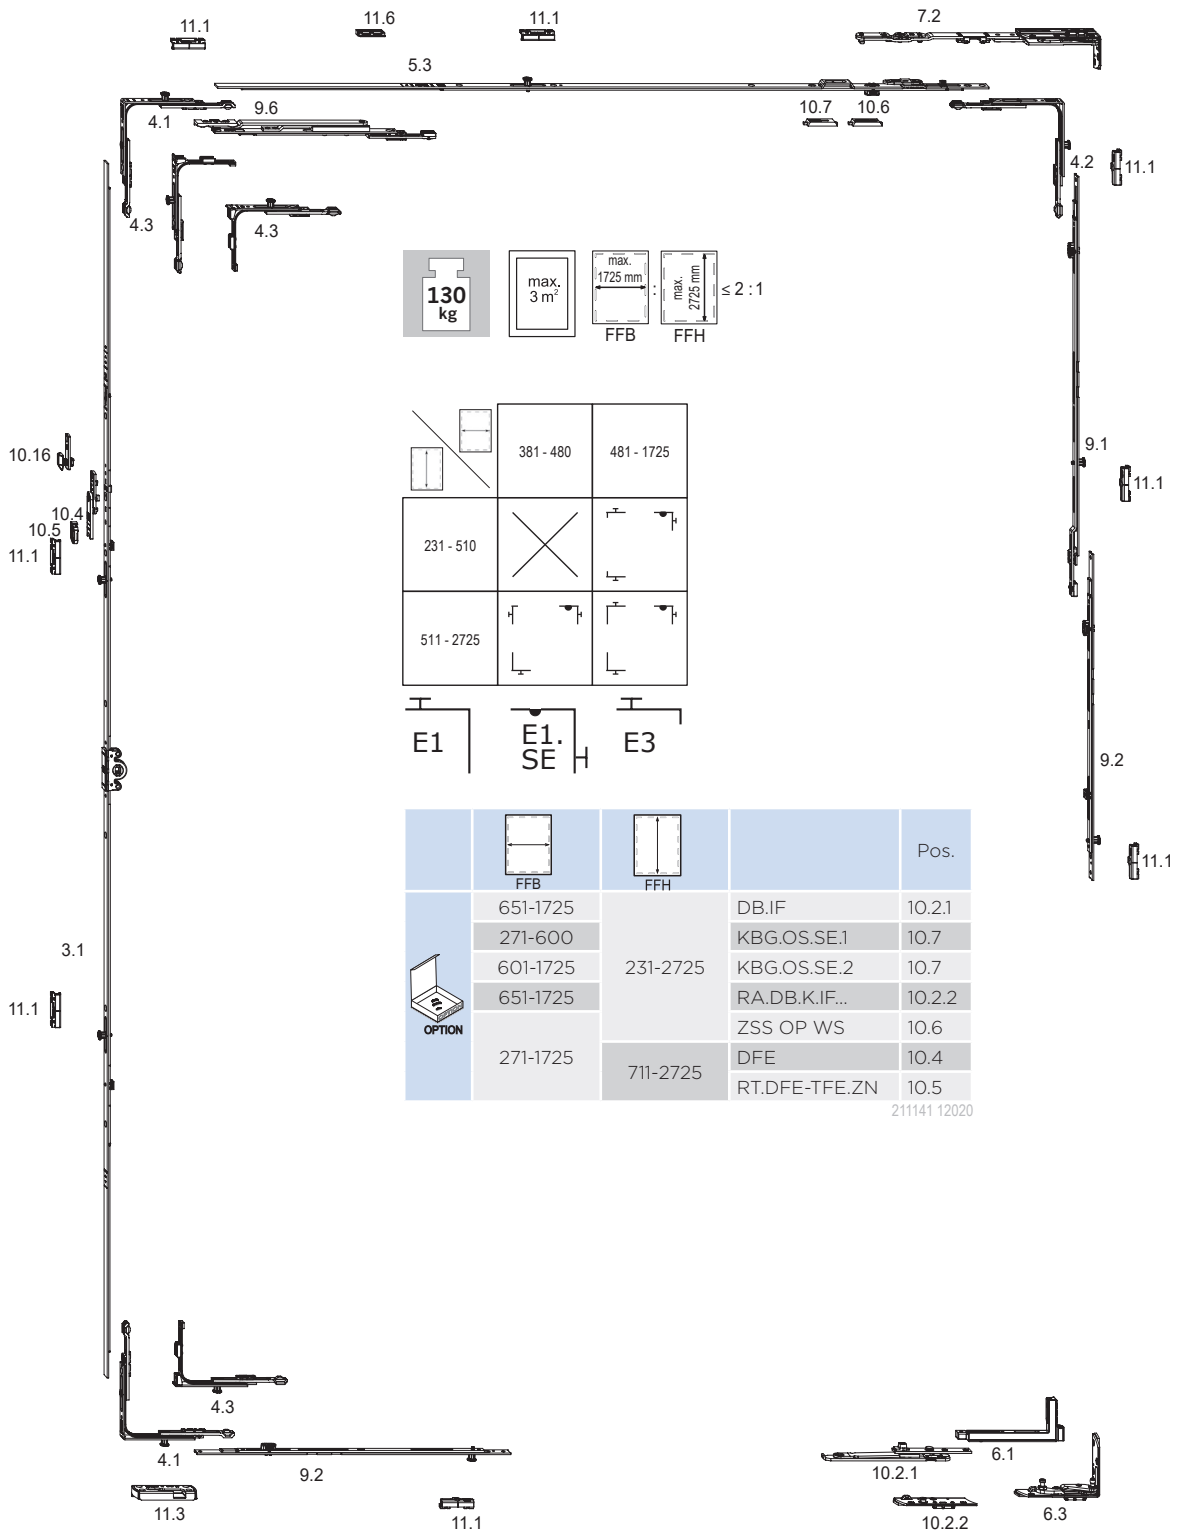 11.1
11.6
11.1
7.2
5.3
4.1
9.6
10.7
10.6
4.2
11.1
4.3
4.3
130
kg
max.
3 m²
max.
1725 mm
FFB
:
max.
2725 mm
FFH
≤ 2 : 1
10.16
10.4
10.5
11.1
9.1
11.1
381 - 480
481 - 1725
231 - 510
511 - 2725
E1
E1.
SE
E3
9.2
11.1
FFB
FFH
Pos.
651-1725
DB.IF
10.2.1
271-600
KBG.OS.SE.1
10.7
601-1725
231-2725
KBG.OS.SE.2
10.7
651-1725
RA.DB.K.IF...
10.2.2
ZSS OP WS
10.6
271-1725
711-2725
DFE
10.4
RT.DFE-TFE.ZN
10.5
OPTION
211141 12020
3.1
11.1
4.3
4.1
9.2
11.3
11.1
10.2.1
6.1
10.2.2
6.3